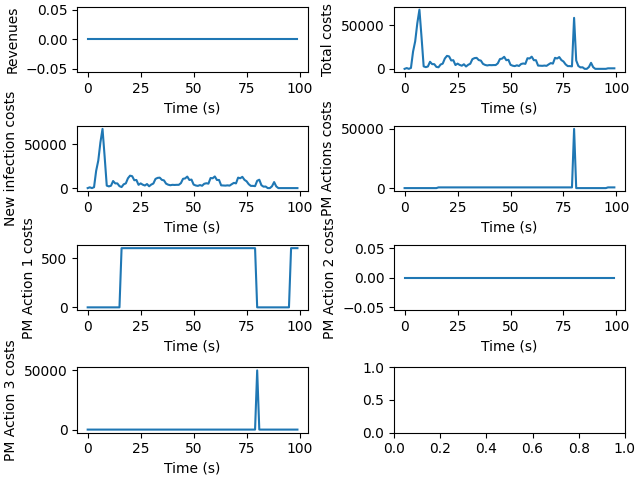 Revenues
0.05
0.00
−0.05
0 25 50 75 100
Time (s)
Total costs
50000
0
0 25 50 75 100
Time (s)
New infection costs
50000
0
0 25 50 75 100
Time (s)
PM Actions costs
50000
0
0 25 50 75 100
Time (s)
PM Action 1 costs
500
0
0 25 50 75 100
Time (s)
PM Action 2 costs
0.05
0.00
−0.05
0 25 50 75 100
Time (s)
PM Action 3 costs
50000
0
0 25 50 75 100
Time (s)
1.0
0.5
0.0
0.0 0.2 0.4 0.6 0.8 1.0